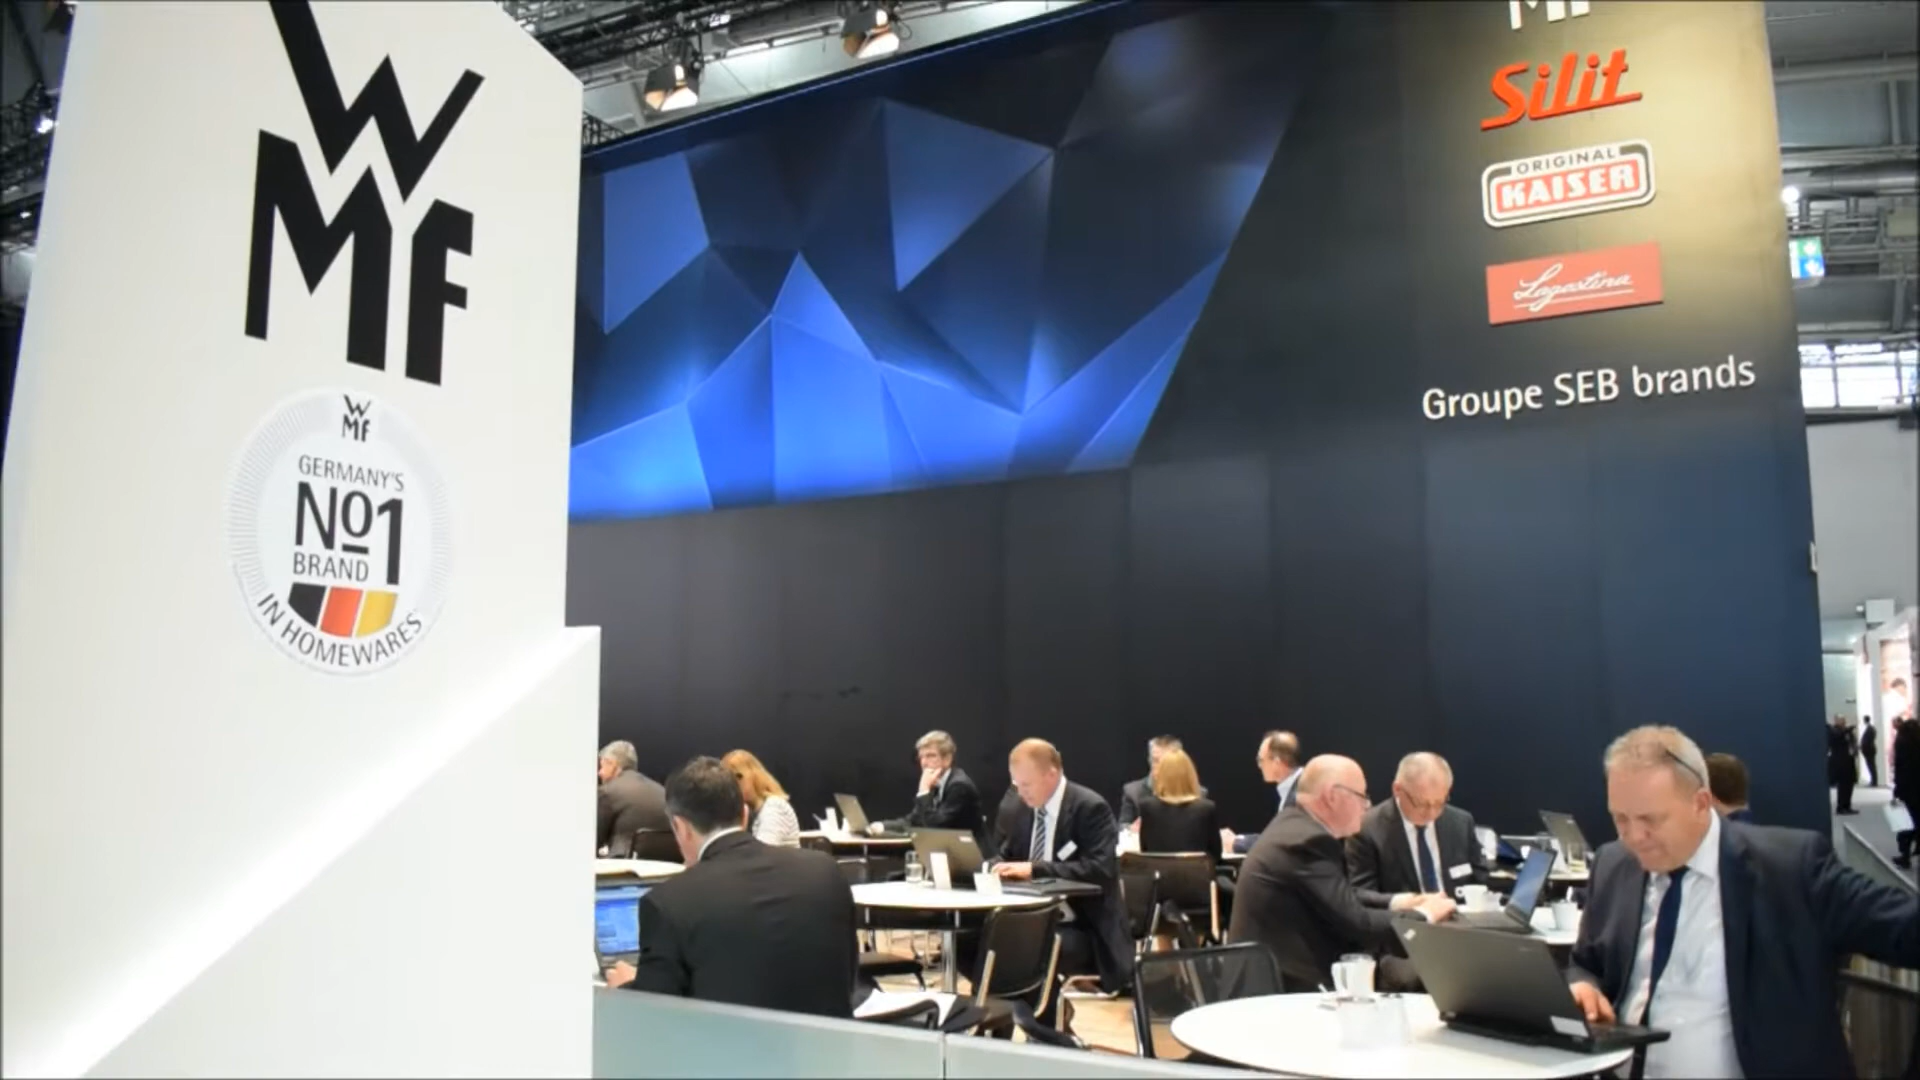 WMF
WMF
GERMANY'S
No1
BRAND
IN HOMEWARES
Silit
ORIGINAL
KAISER
Lagostina
Groupe SEB brands